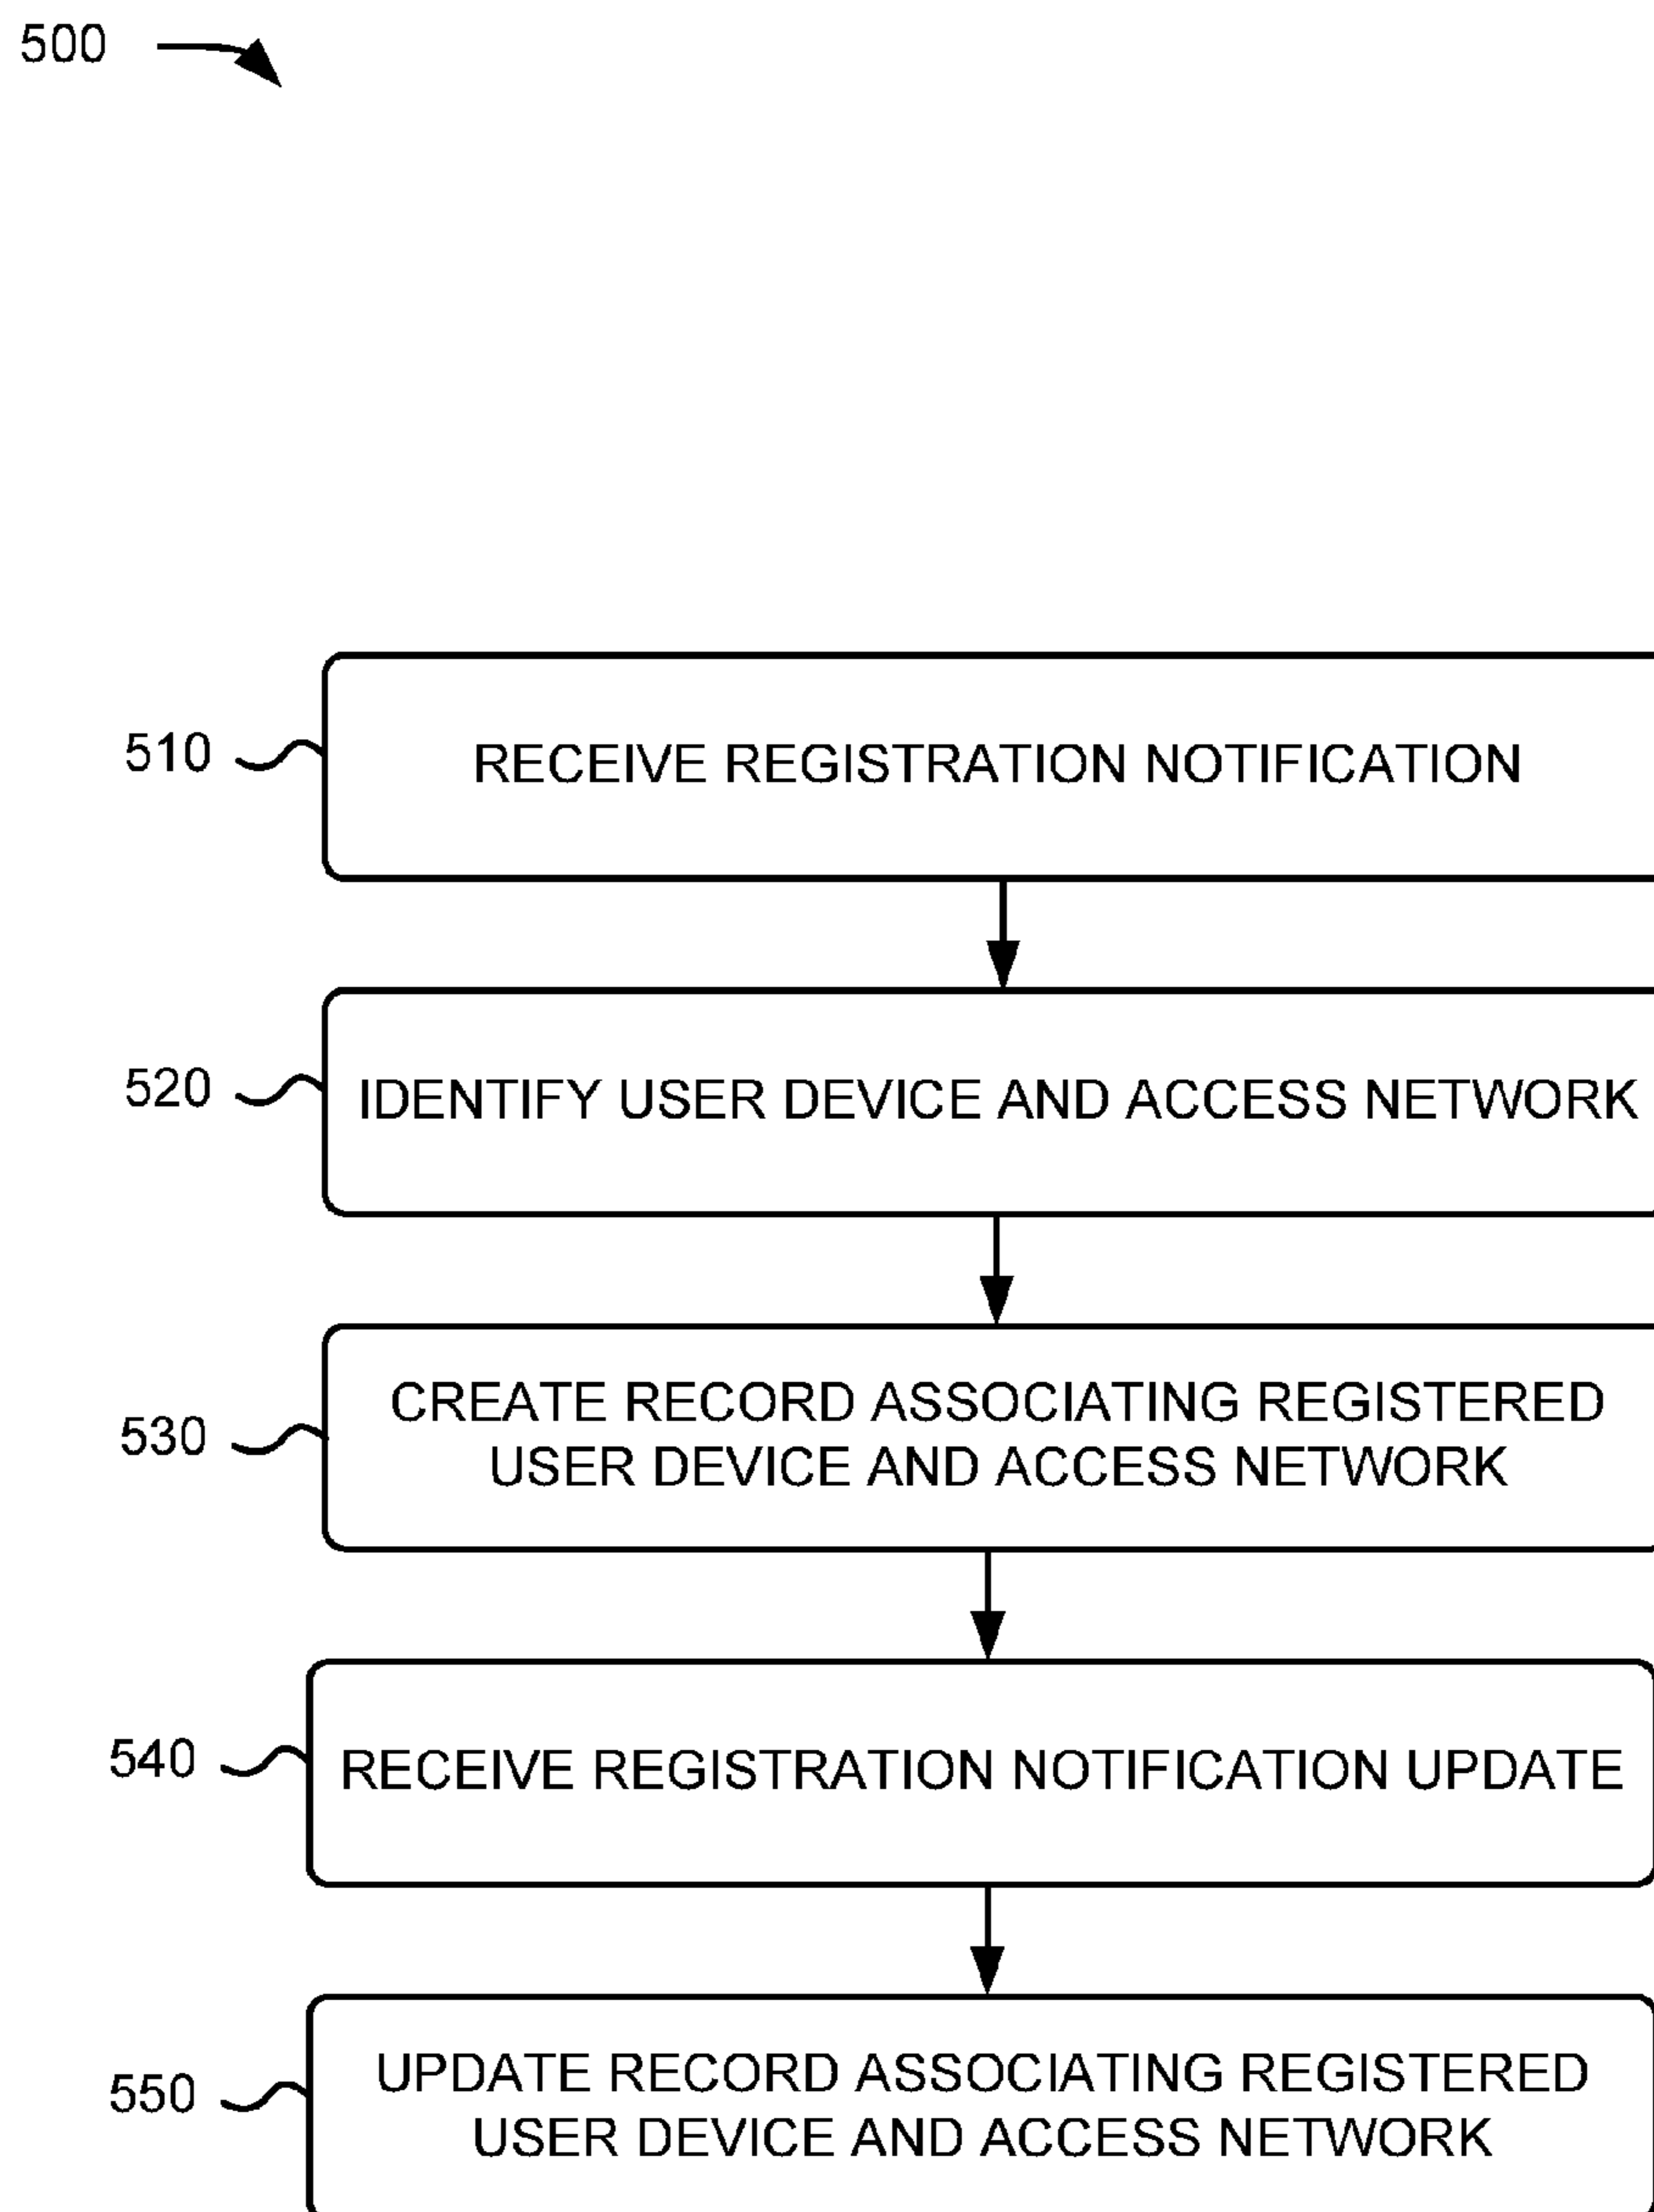 500
510
RECEIVE REGISTRATION NOTIFICATION
520
IDENTIFY USER DEVICE AND ACCESS NETWORK
530
CREATE RECORD ASSOCIATING REGISTERED
USER DEVICE AND ACCESS NETWORK
540
RECEIVE REGISTRATION NOTIFICATION UPDATE
550
UPDATE RECORD ASSOCIATING REGISTERED
USER DEVICE AND ACCESS NETWORK